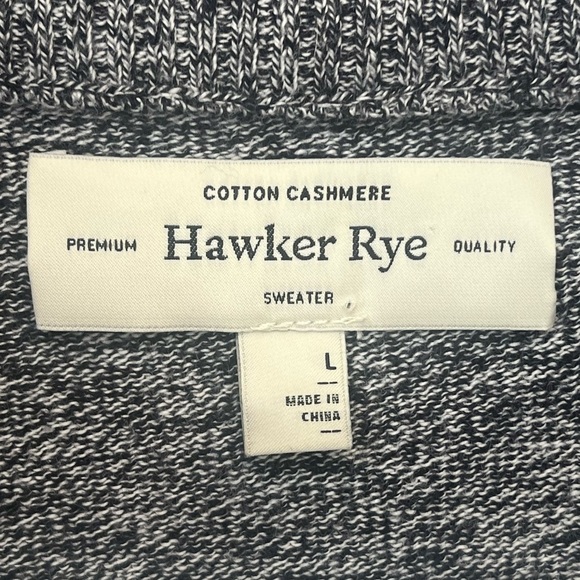 COTTON CASHMERE
PREMIUM Hawker Rye QUALITY
SWEATER
L
MADE IN
CHINA